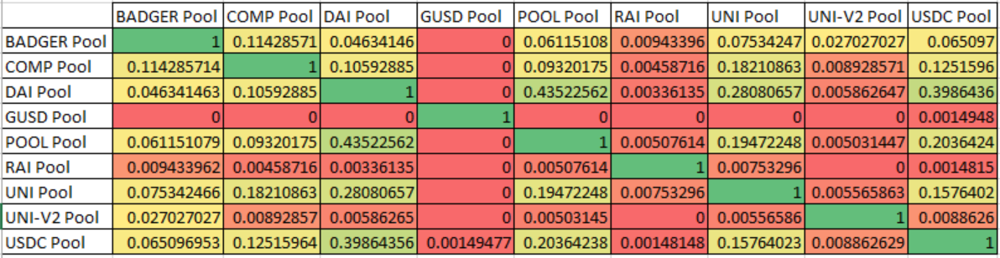 BADGER Pool COMP Pool DAI Pool GUSD Pool POOL Pool RAI Pool UNI Pool UNI-V2 Pool USDC Pool
BADGER Pool 1 0.11428571 0.04634146 0 0.06115108 0.00943396 0.07534247 0.027027027 0.065097
COMP Pool 0.114285714 1 0.10592885 0 0.09320175 0.00458716 0.18210863 0.008928571 0.1251596
DAI Pool 0.046341463 0.10592885 1 0 0.43522562 0.00336135 0.28080657 0.005862647 0.3986436
GUSD Pool 0 0 0 1 0 0 0 0 0.0014948
POOL Pool 0.061151079 0.09320175 0.43522562 0 1 0.00507614 0.19472248 0.005031447 0.2036424
RAI Pool 0.009433962 0.00458716 0.00336135 0 0.00507614 1 0.00753296 0 0.0014815
UNI Pool 0.075342466 0.18210863 0.28080657 0 0.19472248 0.00753296 1 0.005565863 0.1576402
UNI-V2 Pool 0.027027027 0.00892857 0.00586265 0 0.00503145 0 0.00556586 1 0.0088626
USDC Pool 0.065096953 0.12515964 0.39864356 0.00149477 0.20364238 0.00148148 0.15764023 0.008862629 1